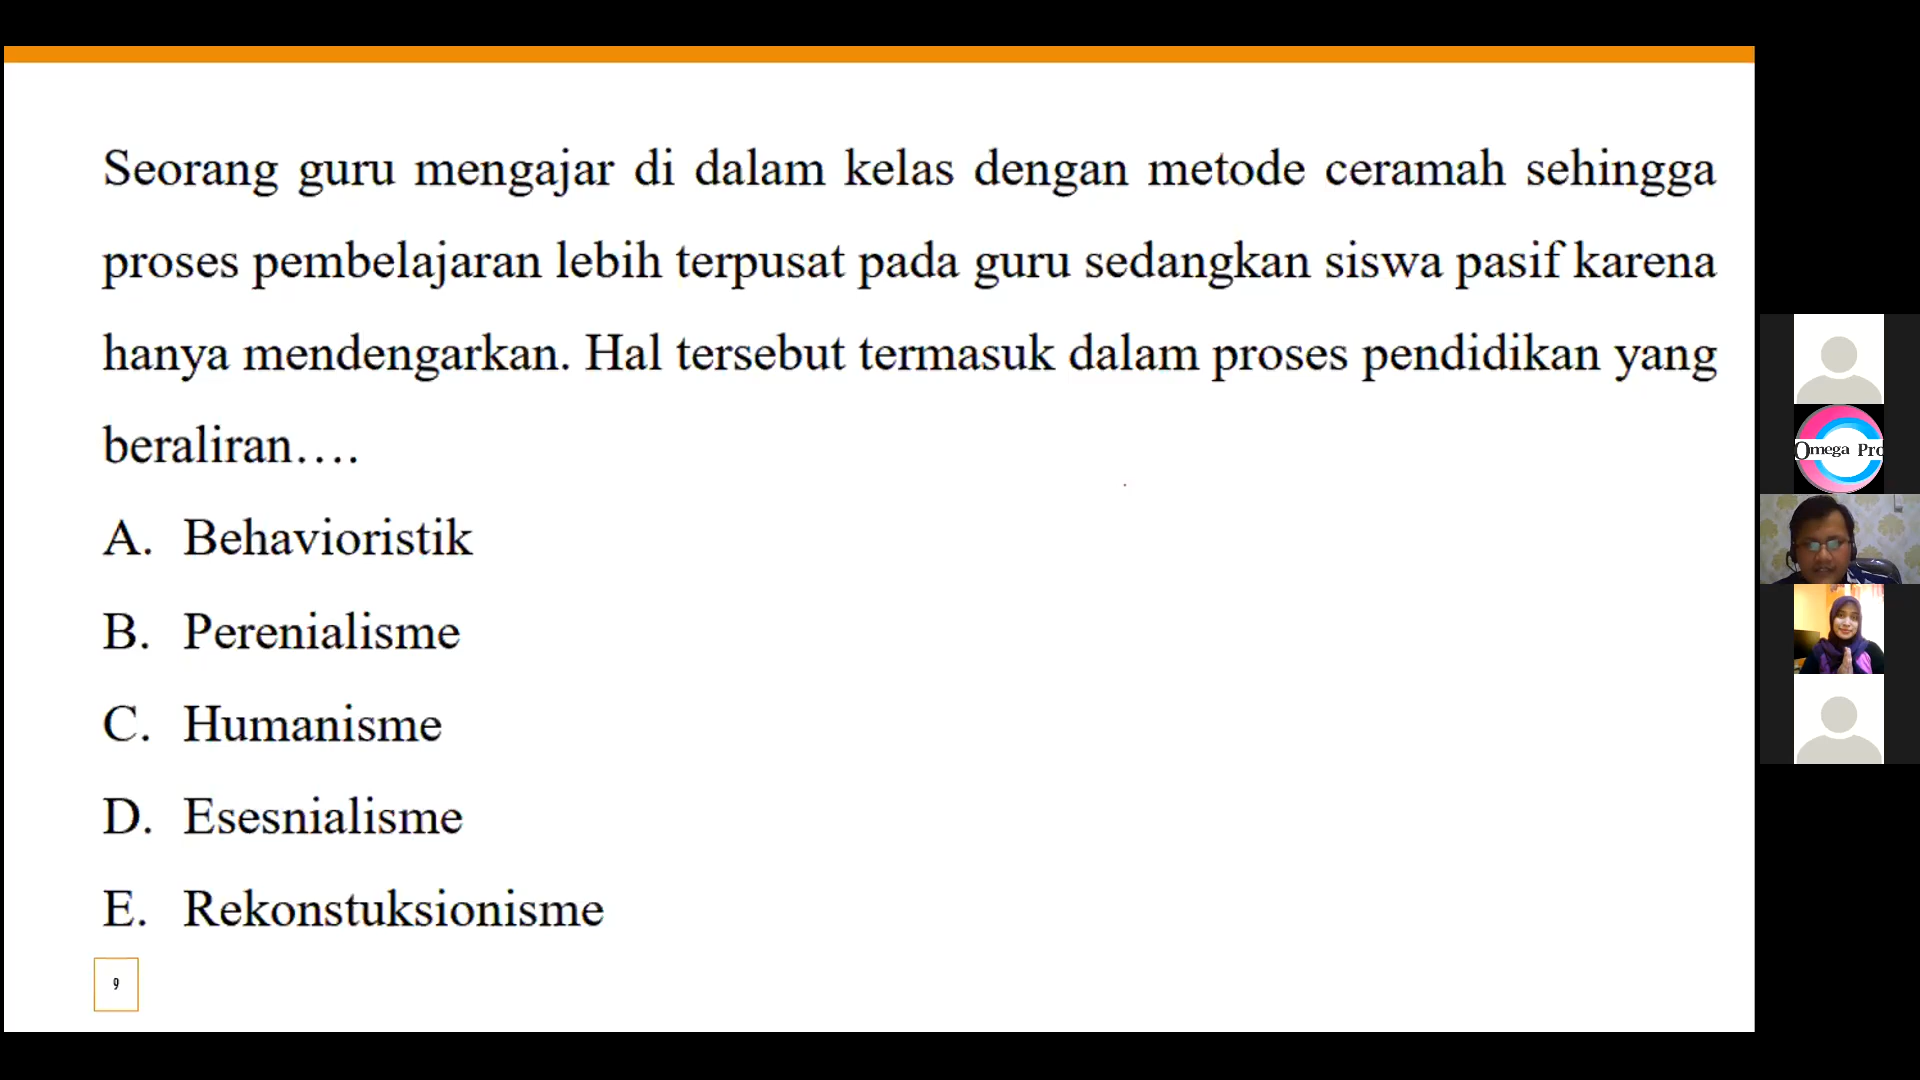 Seorang guru mengajar di dalam kelas dengan metode ceramah sehingga
proses pembelajaran lebih terpusat pada guru sedangkan siswa pasif karena
hanya mendengarkan. Hal tersebut termasuk dalam proses pendidikan yang
beraliran….
A. Behavioristik
B. Perenialisme
C. Humanisme
D. Esesnialisme
E. Rekonstuksionisme
9
Omega Pro